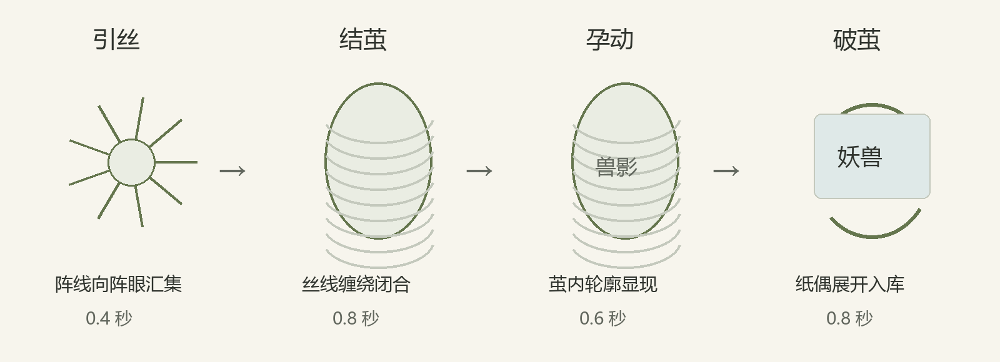 引丝
结茧
孕动
破茧
→
→
→
兽影
妖兽
阵线向阵眼汇集
丝线缠绕闭合
茧内轮廓显现
纸偶展开入库
0.4 秒
0.8 秒
0.6 秒
0.8 秒